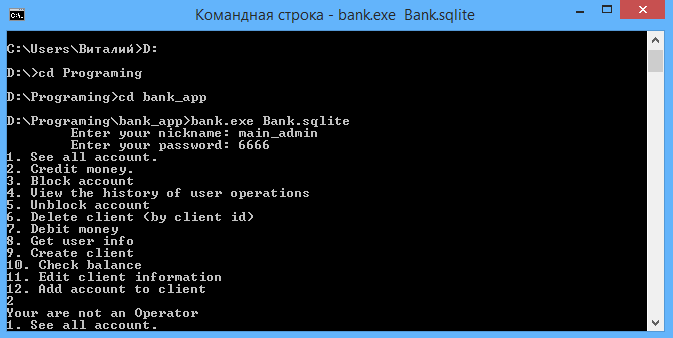 Командная строка - bank.exe Bank.sqlite
C:\Users\Виталий>D:
D:\>cd Programing
D:\Programing>cd bank_app
D:\Programing\bank_app>bank.exe Bank.sqlite
Enter your nickname: main_admin
Enter your password: 6666
1. See all account.
2. Credit money.
3. Block account
4. View the history of user operations
5. Unblock account
6. Delete client (by client id)
7. Debit money
8. Get user info
9. Create client
10. Check balance
11. Edit client information
12. Add account to client
2
Your are not an Operator
1. See all account.